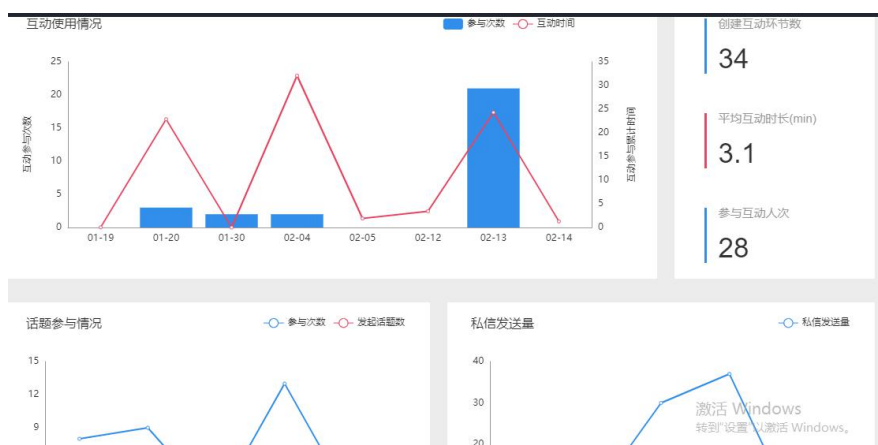 互动使用情况
参与次数 互动时间
25
20
15
10
5
0
互动参与次数
35
30
25
20
15
10
5
0
互动参与累计时间
01-19 01-20 01-30 02-04 02-05 02-12 02-13 02-14
创建互动环节数
34
平均互动时长(min)
3.1
参与互动人次
28
话题参与情况
参与次数 发起话题数
15
12
9
私信发送量
私信发送量
40
30
20
激活 Windows
转到"设置"以激活 Windows。